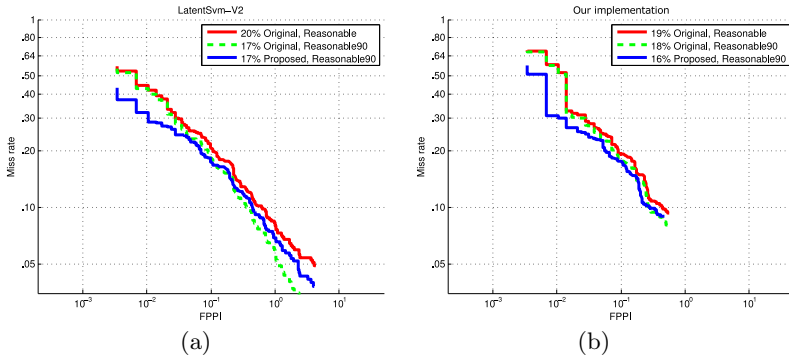 LatentSvm-V2
20% Original, Reasonable
17% Original, Reasonable90
17% Proposed, Reasonable90
1
.80
.64
.50
.40
.30
.20
.10
.05
Miss rate
10^-3
10^-2
10^-1
10^0
10^1
FPPI
(a)
Our implementation
19% Original, Reasonable
18% Original, Reasonable90
16% Proposed, Reasonable90
1
.80
.64
.50
.40
.30
.20
.10
.05
Miss rate
10^-3
10^-2
10^-1
10^0
10^1
FPPI
(b)